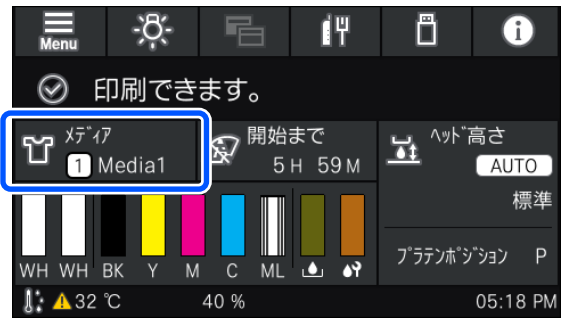 Menu
印刷できます。
ﾒﾃﾞｨｱ
1 Media1
開始まで
5 H 59 M
ﾍｯﾄﾞ高さ
AUTO
標準
ﾌﾟﾗﾃﾝﾎﾟｼﾞｼｮﾝ P
WH WH BK Y M C ML
32 ℃ 40 % 05:18 PM